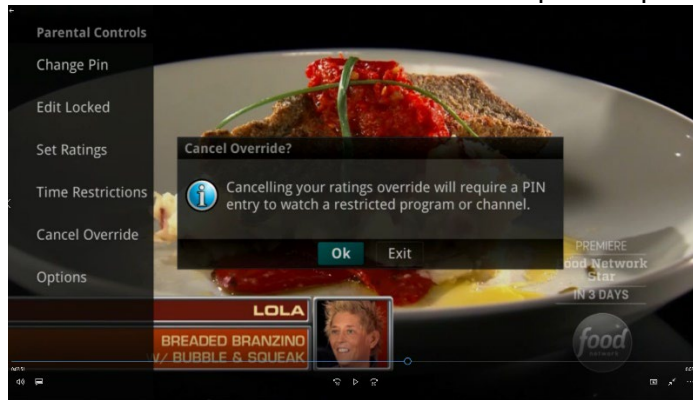 Parental Controls
Change Pin
Edit Locked
Set Ratings
Time Restrictions
Cancel Override
Options
Cancel Override?
Cancelling your ratings override will require a PIN
entry to watch a restricted program or channel.
Ok
Exit
PREMIERE
Food Network
Star
IN 3 DAYS
food
network
LOLA
BREADED BRANZINO
W/ BUBBLE & SQUEAK